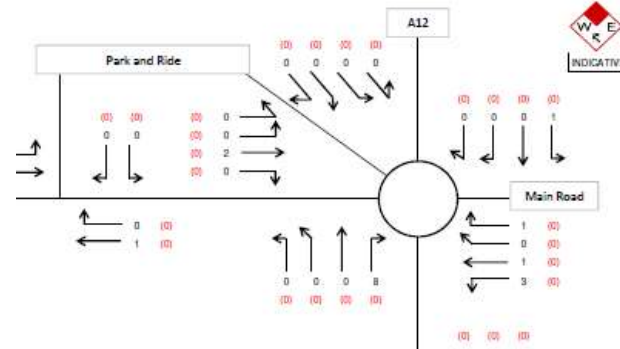 A12
W E
INDICATIVE
Park and Ride
(0) (0) (0) (0)
0 0 0 0
(0) (0) (0) (0)
0 0 0 1
(0) (0)
0 0
(0) 0
(0) 0
(0) 2
(0) 0
Main Road
0 (0)
1 (0)
0 0 0 8
(0) (0) (0) (0)
1 (0)
0 (0)
1 (0)
3 (0)
(0) (0) (0)